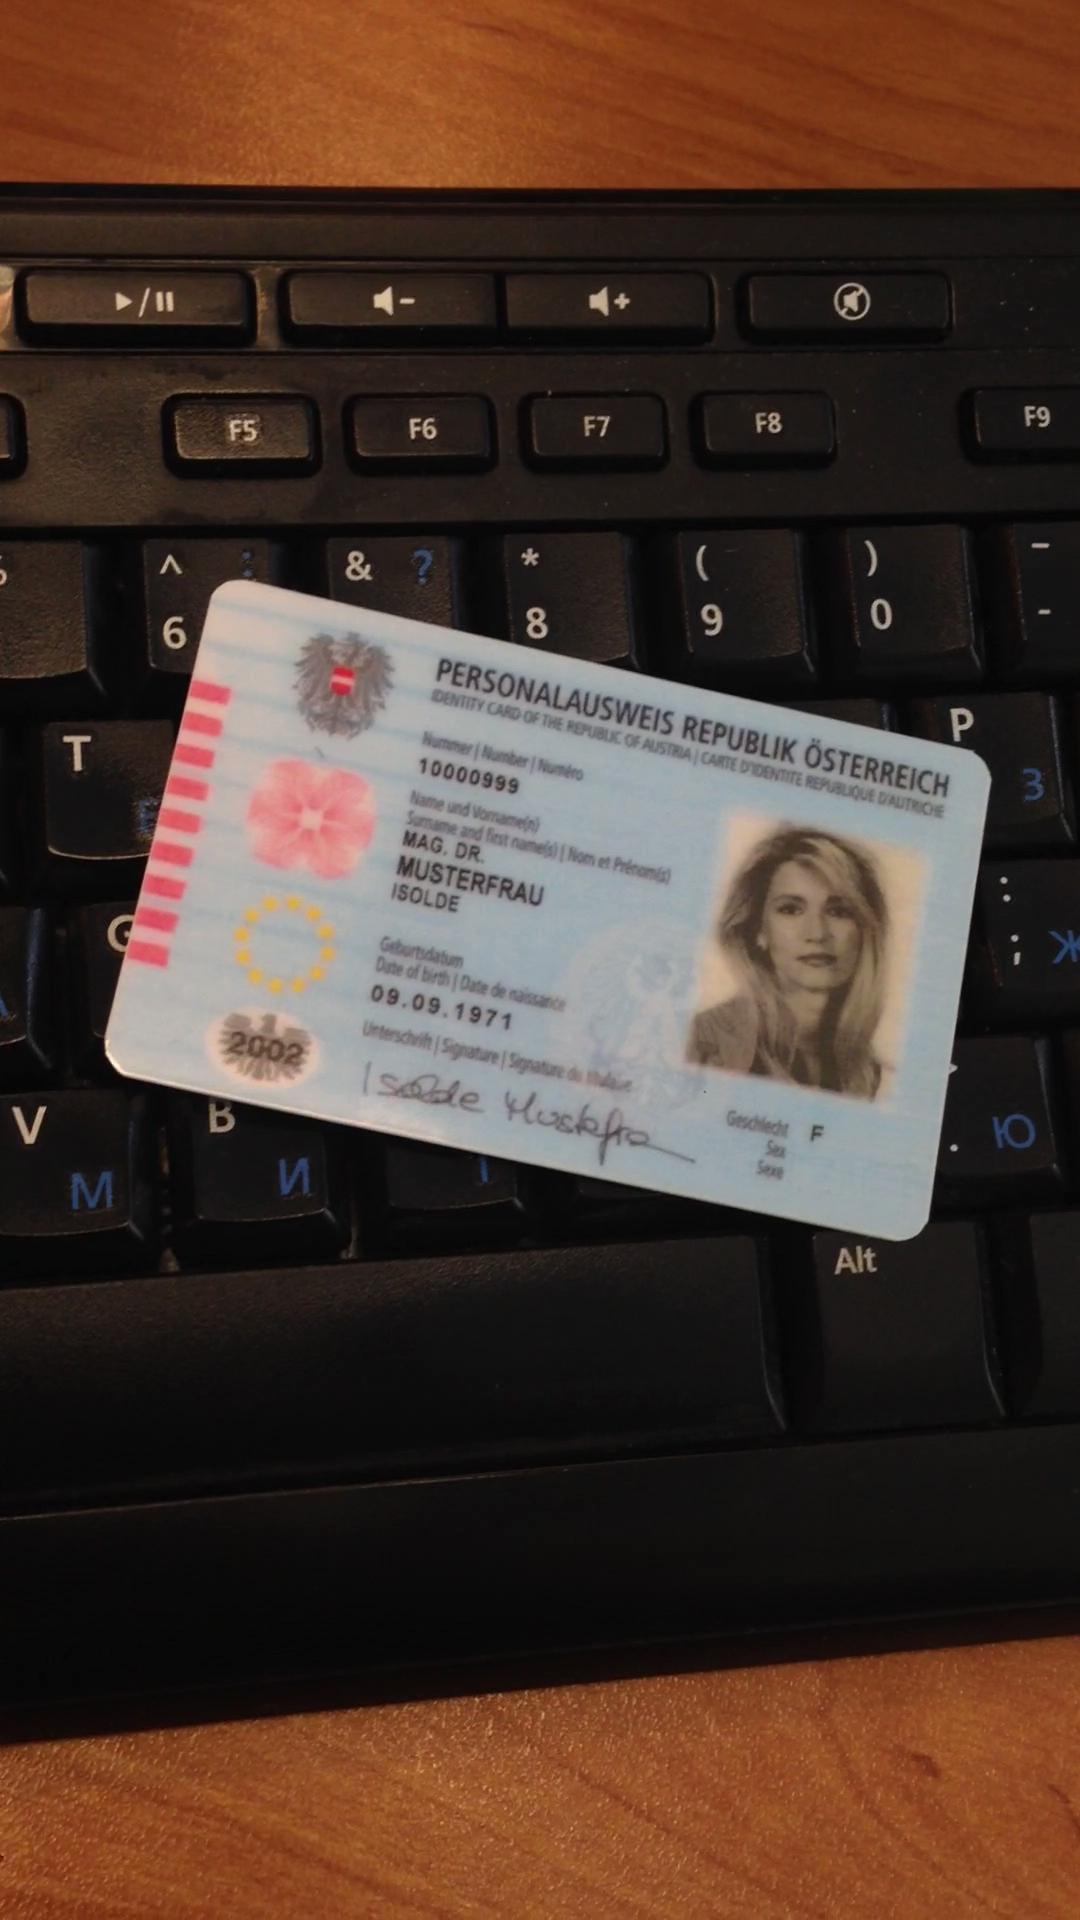 F5 F6 F7 F8 F9
^ & ? * ( ) _
6 8 9 0 -
T P З
PERSONALAUSWEIS REPUBLIK ÖSTERREICH
IDENTITY CARD OF THE REPUBLIC OF AUSTRIA | CARTE D'IDENTITE REPUBLIQUE D'AUTRICHE
Nummer | Number | Numéro
10000999
Name und Vorname(n)
Surname and first name(s) | Nom et Prénom(s)
MAG. DR.
MUSTERFRAU
ISOLDE
Geburtsdatum
Date of birth | Date de naissance
09.09.1971
Unterschrift | Signature | Signature du titulaire
Isolde Musterfra
Geschlecht F
Sex
Sexe
2002
G : ; Ж
V М B И . Ю
Alt